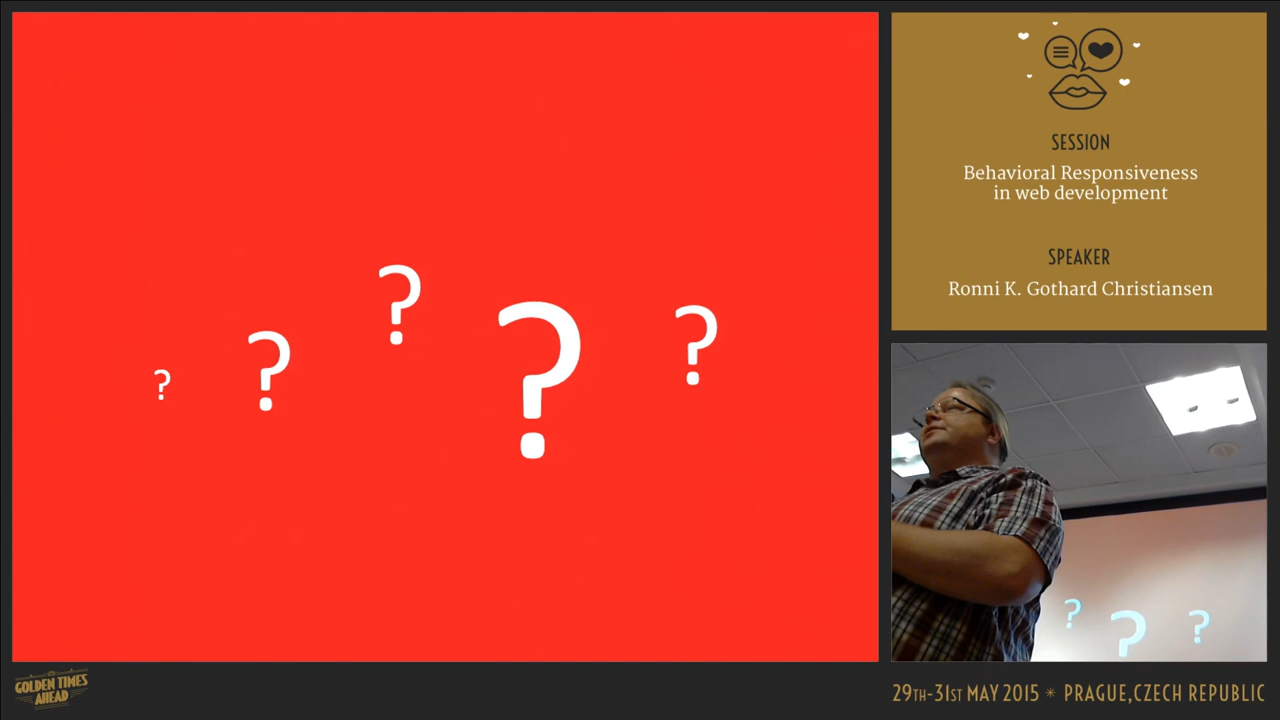 ?
?
?
?
?
SESSION
Behavioral Responsiveness
in web development
SPEAKER
Ronni K. Gothard Christiansen
? ? ?
GOLDEN TIMES
AHEAD
29TH-31ST MAY 2015 * PRAGUE,CZECH REPUBLIC